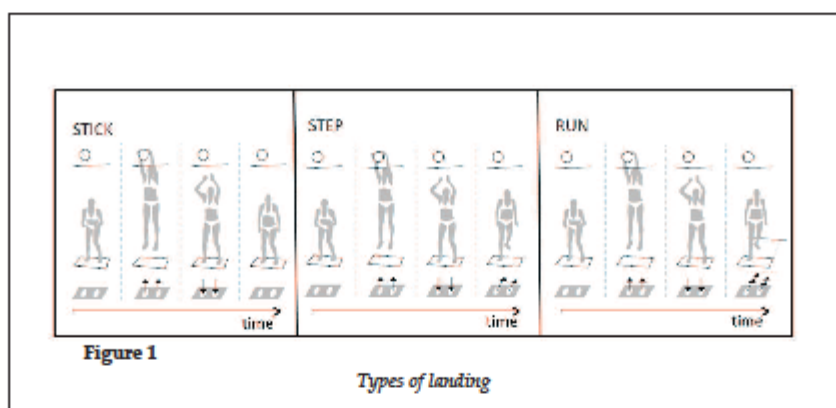 STICK
STEP
RUN
time
time
time
Figure 1
Types of landing